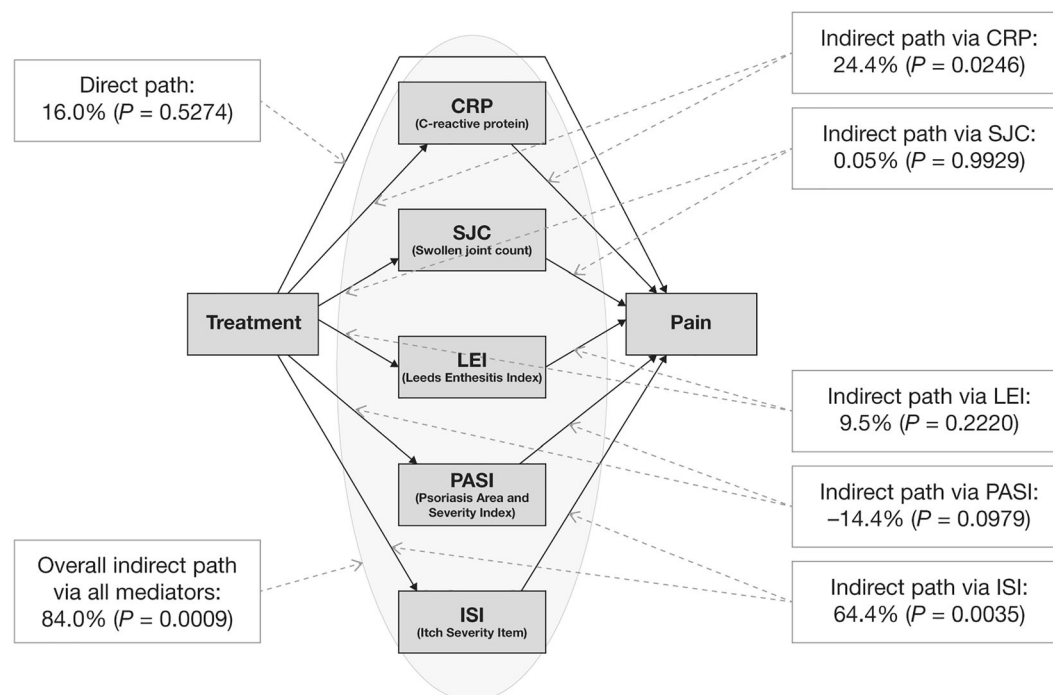 Direct path:
16.0% (P = 0.5274)
Indirect path via CRP:
24.4% (P = 0.0246)
CRP
(C-reactive protein)
Indirect path via SJC:
0.05% (P = 0.9929)
SJC
(Swollen joint count)
Treatment
Pain
LEI
(Leeds Enthesitis Index)
Indirect path via LEI:
9.5% (P = 0.2220)
PASI
(Psoriasis Area and
Severity Index)
Indirect path via PASI:
–14.4% (P = 0.0979)
Overall indirect path
via all mediators:
84.0% (P = 0.0009)
ISI
(Itch Severity Item)
Indirect path via ISI:
64.4% (P = 0.0035)